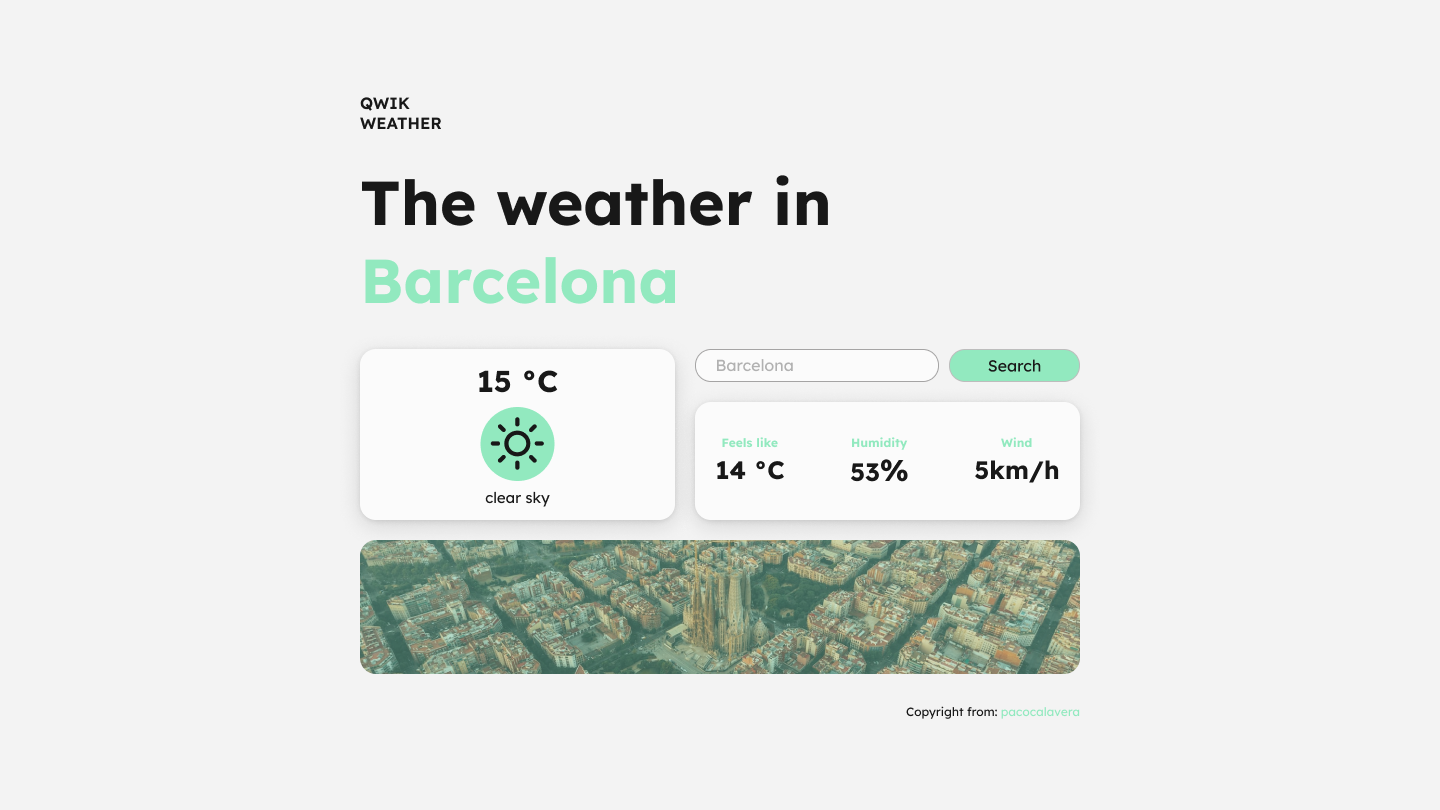 QWIK
WEATHER
The weather in
Barcelona
15 °C
clear sky
Barcelona
Search
Feels like
14 °C
Humidity
53%
Wind
5km/h
Copyright from: pacocalavera